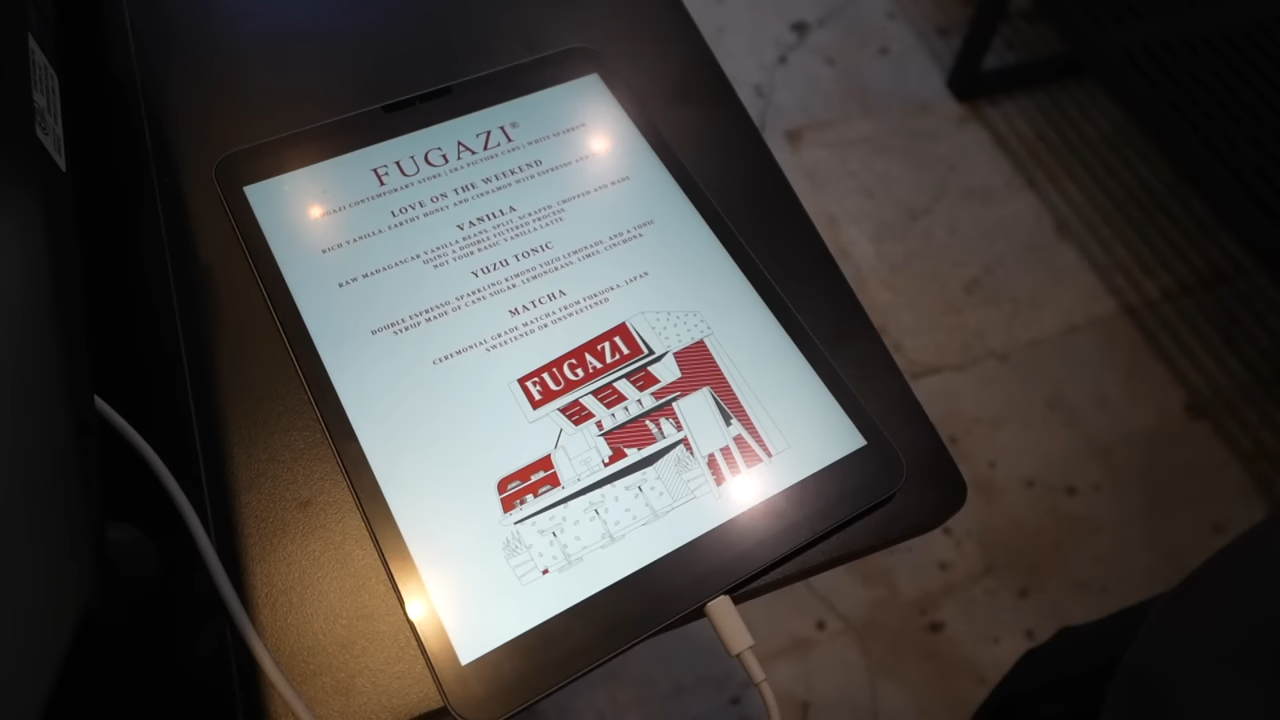 FUGAZI®
FUGAZI CONTEMPORARY STORE | ERA PICTURE CARS | WHITE SPARROW
LOVE ON THE WEEKEND
RICH VANILLA, EARTHY HONEY AND CINNAMON WITH ESPRESSO AND
VANILLA
RAW MADAGASCAR VANILLA BEANS, SPLIT, SCRAPED, CHOPPED AND MADE
USING A DOUBLE FILTERED PROCESS.
NOT YOUR BASIC VANILLA LATTE.
YUZU TONIC
DOUBLE ESPRESSO, SPARKLING KIMONO YUZU LEMONADE, AND A TONIC
SYRUP MADE OF CANE SUGAR, LEMONGRASS, LIMES, CINCHONA.
MATCHA
CEREMONIAL GRADE MATCHA FROM FUKUOKA, JAPAN
SWEETENED OR UNSWEETENED
FUGAZI